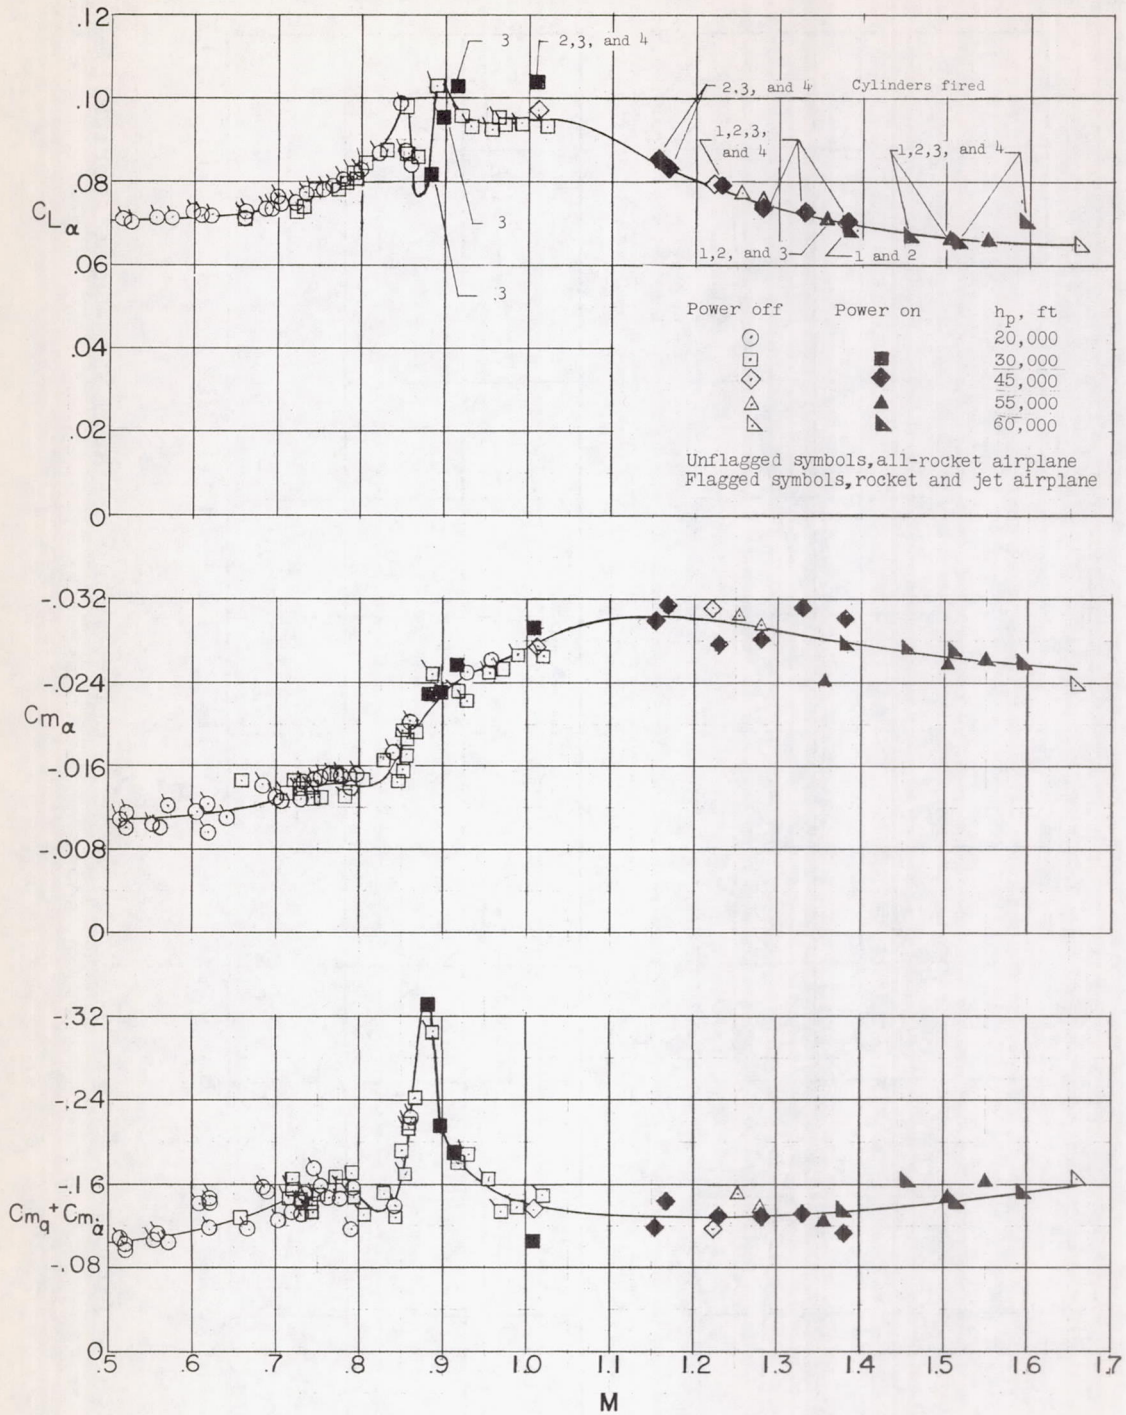 .12
3
2,3, and 4
.10
2.3, and 4 Cylinders fired
1,2,3,
and 4
1,2,3, and 4
.08
CLα
3
1,2, and 3
1 and 2
.06
.3
Power off Power on hp, ft
20,000
30,000
.04
45,000
55,000
60,000
.02
Unflagged symbols,all-rocket airplane
Flagged symbols,rocket and jet airplane
0
-.032
-.024
Cmα
-.016
-.008
0
-.32
-.24
-.16
Cmq+Cmα̇
-.08
0
.5 .6 .7 .8 .9 1.0 1.1 1.2 1.3 1.4 1.5 1.6 1.7
M